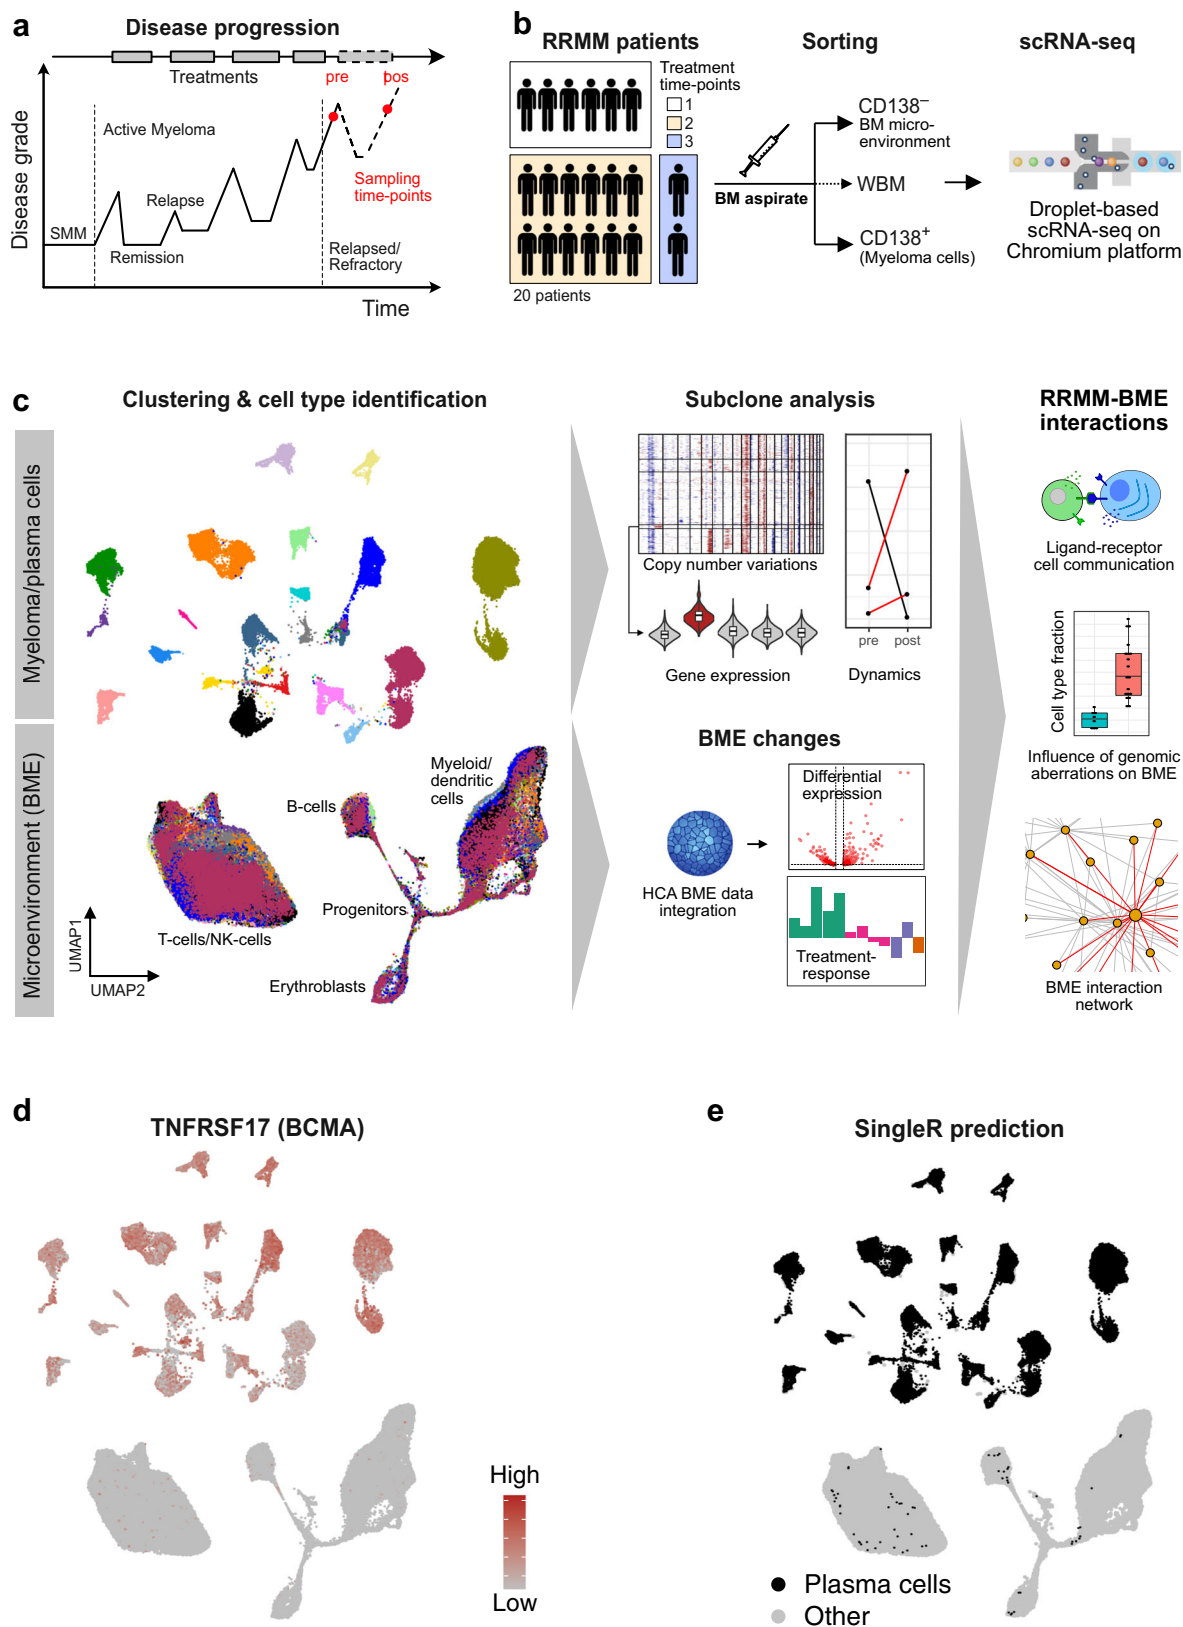 a
Disease progression
Treatments
pre
pos
Disease grade
Active Myeloma
Relapse
SMM
Remission
Sampling
time-points
Relapsed/
Refractory
Time
b
RRMM patients
Treatment
time-points
1
2
3
20 patients
Sorting
BM aspirate
CD138−
BM micro-
environment
WBM
CD138+
(Myeloma cells)
scRNA-seq
Droplet-based
scRNA-seq on
Chromium platform
c
Clustering & cell type identification
Myeloma/plasma cells
Microenvironment (BME)
B-cells
Myeloid/
dendritic
cells
Progenitors
T-cells/NK-cells
Erythroblasts
UMAP1
UMAP2
Subclone analysis
Copy number variations
Gene expression
pre
post
Dynamics
BME changes
HCA BME data
integration
Differential
expression
Treatment-
response
RRMM-BME
interactions
Ligand-receptor
cell communication
Cell type fraction
Influence of genomic
aberrations on BME
BME interaction
network
d
TNFRSF17 (BCMA)
High
Low
e
SingleR prediction
Plasma cells
Other